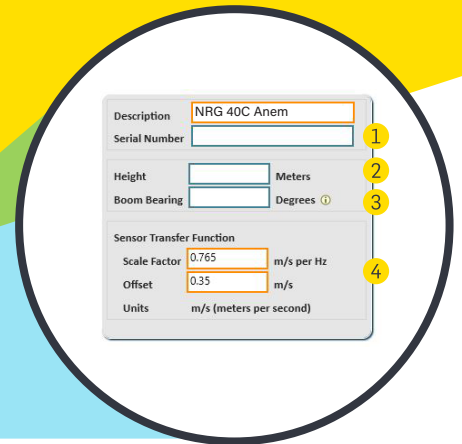 Description NRG 40C Anem
Serial Number 1
Height Meters 2
Boom Bearing Degrees i 3
Sensor Transfer Function
Scale Factor 0.765 m/s per Hz
4
Offset 0.35 m/s
Units m/s (meters per second)